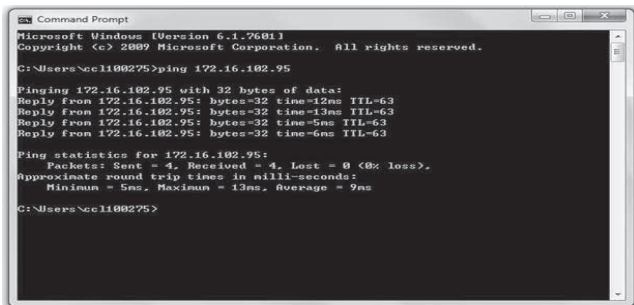 Command Prompt
Microsoft Windows [Version 6.1.7601]
Copyright (c) 2009 Microsoft Corporation.  All rights reserved.
C:\Users\ccl100275>ping 172.16.102.95
Pinging 172.16.102.95 with 32 bytes of data:
Reply from 172.16.102.95: bytes=32 time=12ms TTL=63
Reply from 172.16.102.95: bytes=32 time=13ms TTL=63
Reply from 172.16.102.95: bytes=32 time=5ms TTL=63
Reply from 172.16.102.95: bytes=32 time=6ms TTL=63
Ping statistics for 172.16.102.95:
    Packets: Sent = 4, Received = 4, Lost = 0 (0% loss),
Approximate round trip times in milli-seconds:
    Minimum = 5ms, Maximum = 13ms, Average = 9ms
C:\Users\ccl100275>